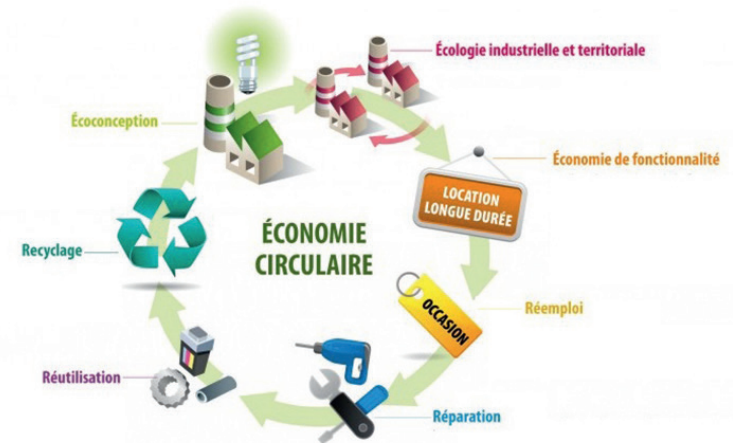 Écologie industrielle et territoriale
Écoconception
Économie de fonctionnalité
LOCATION
LONGUE DURÉE
ÉCONOMIE
CIRCULAIRE
Recyclage
OCCASION
Réemploi
Réutilisation
Réparation